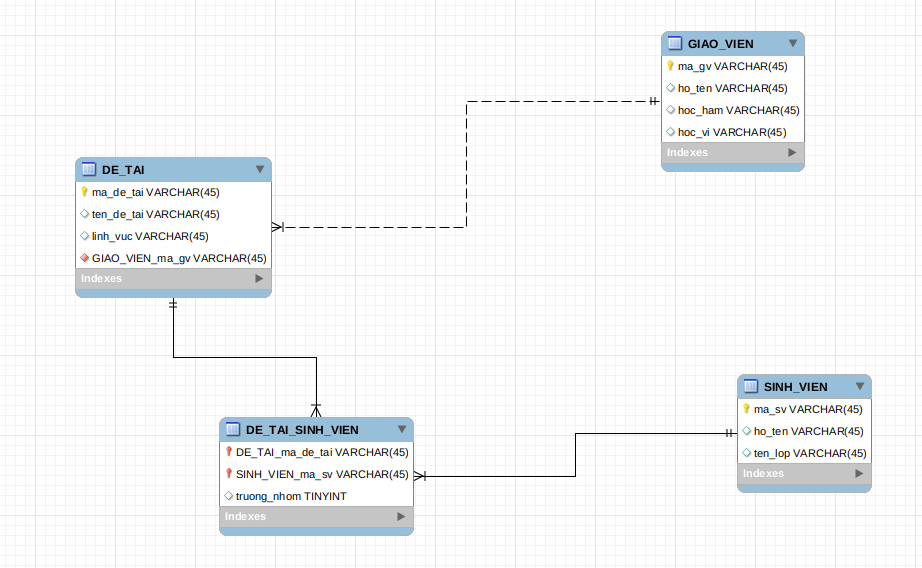 GIAO_VIEN
ma_gv VARCHAR(45)
ho_ten VARCHAR(45)
hoc_ham VARCHAR(45)
hoc_vi VARCHAR(45)
Indexes
DE_TAI
ma_de_tai VARCHAR(45)
ten_de_tai VARCHAR(45)
linh_vuc VARCHAR(45)
GIAO_VIEN_ma_gv VARCHAR(45)
Indexes
SINH_VIEN
ma_sv VARCHAR(45)
ho_ten VARCHAR(45)
ten_lop VARCHAR(45)
Indexes
DE_TAI_SINH_VIEN
DE_TAI_ma_de_tai VARCHAR(45)
SINH_VIEN_ma_sv VARCHAR(45)
truong_nhom TINYINT
Indexes